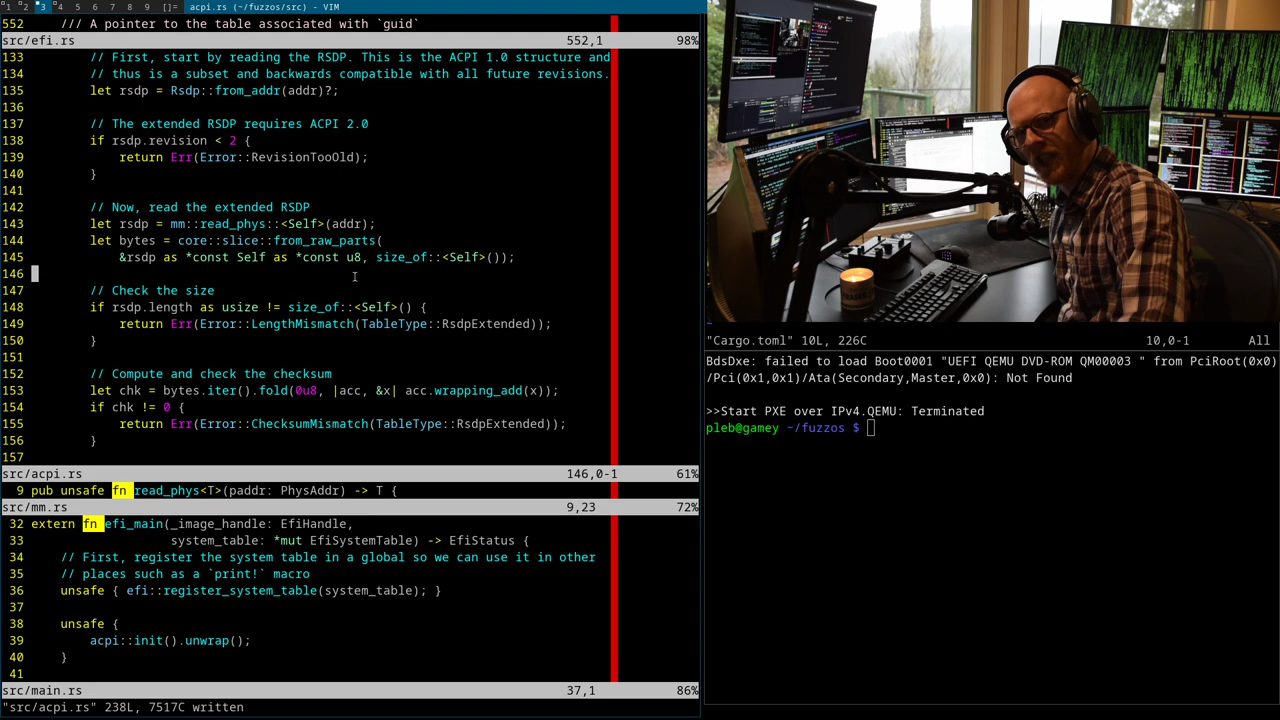 1 2 3 4 5 6 7 8 9 []= acpi.rs (~/fuzzos/src) - VIM
552     /// A pointer to the table associated with `guid`
src/efi.rs 552,1 98%
133         // First, start by reading the RSDP. This is the ACPI 1.0 structure and
134         // thus is a subset and backwards compatible with all future revisions.
135         let rsdp = Rsdp::from_addr(addr)?;
136
137         // The extended RSDP requires ACPI 2.0
138         if rsdp.revision < 2 {
139             return Err(Error::RevisionTooOld);
140         }
141
142         // Now, read the extended RSDP
143         let rsdp = mm::read_phys::<Self>(addr);
144         let bytes = core::slice::from_raw_parts(
145             &rsdp as *const Self as *const u8, size_of::<Self>());
146
147         // Check the size
148         if rsdp.length as usize != size_of::<Self>() {
149             return Err(Error::LengthMismatch(TableType::RsdpExtended));
150         }
151
152         // Compute and check the checksum
153         let chk = bytes.iter().fold(0u8, |acc, &x| acc.wrapping_add(x));
154         if chk != 0 {
155             return Err(Error::ChecksumMismatch(TableType::RsdpExtended));
156         }
157
src/acpi.rs 146,0-1 61%
9 pub unsafe fn read_phys<T>(paddr: PhysAddr) -> T {
src/mm.rs 9,23 72%
32 extern fn efi_main(_image_handle: EfiHandle,
33                    system_table: *mut EfiSystemTable) -> EfiStatus {
34     // First, register the system table in a global so we can use it in other
35     // places such as a `print!` macro
36     unsafe { efi::register_system_table(system_table); }
37
38     unsafe {
39         acpi::init().unwrap();
40     }
41
src/main.rs 37,1 86%
"src/acpi.rs" 238L, 7517C written
~
"Cargo.toml" 10L, 226C 10,0-1 All
BdsDxe: failed to load Boot0001 "UEFI QEMU DVD-ROM QM00003 " from PciRoot(0x0)
/Pci(0x1,0x1)/Ata(Secondary,Master,0x0): Not Found
>>Start PXE over IPv4.QEMU: Terminated
pleb@gamey ~/fuzzos $